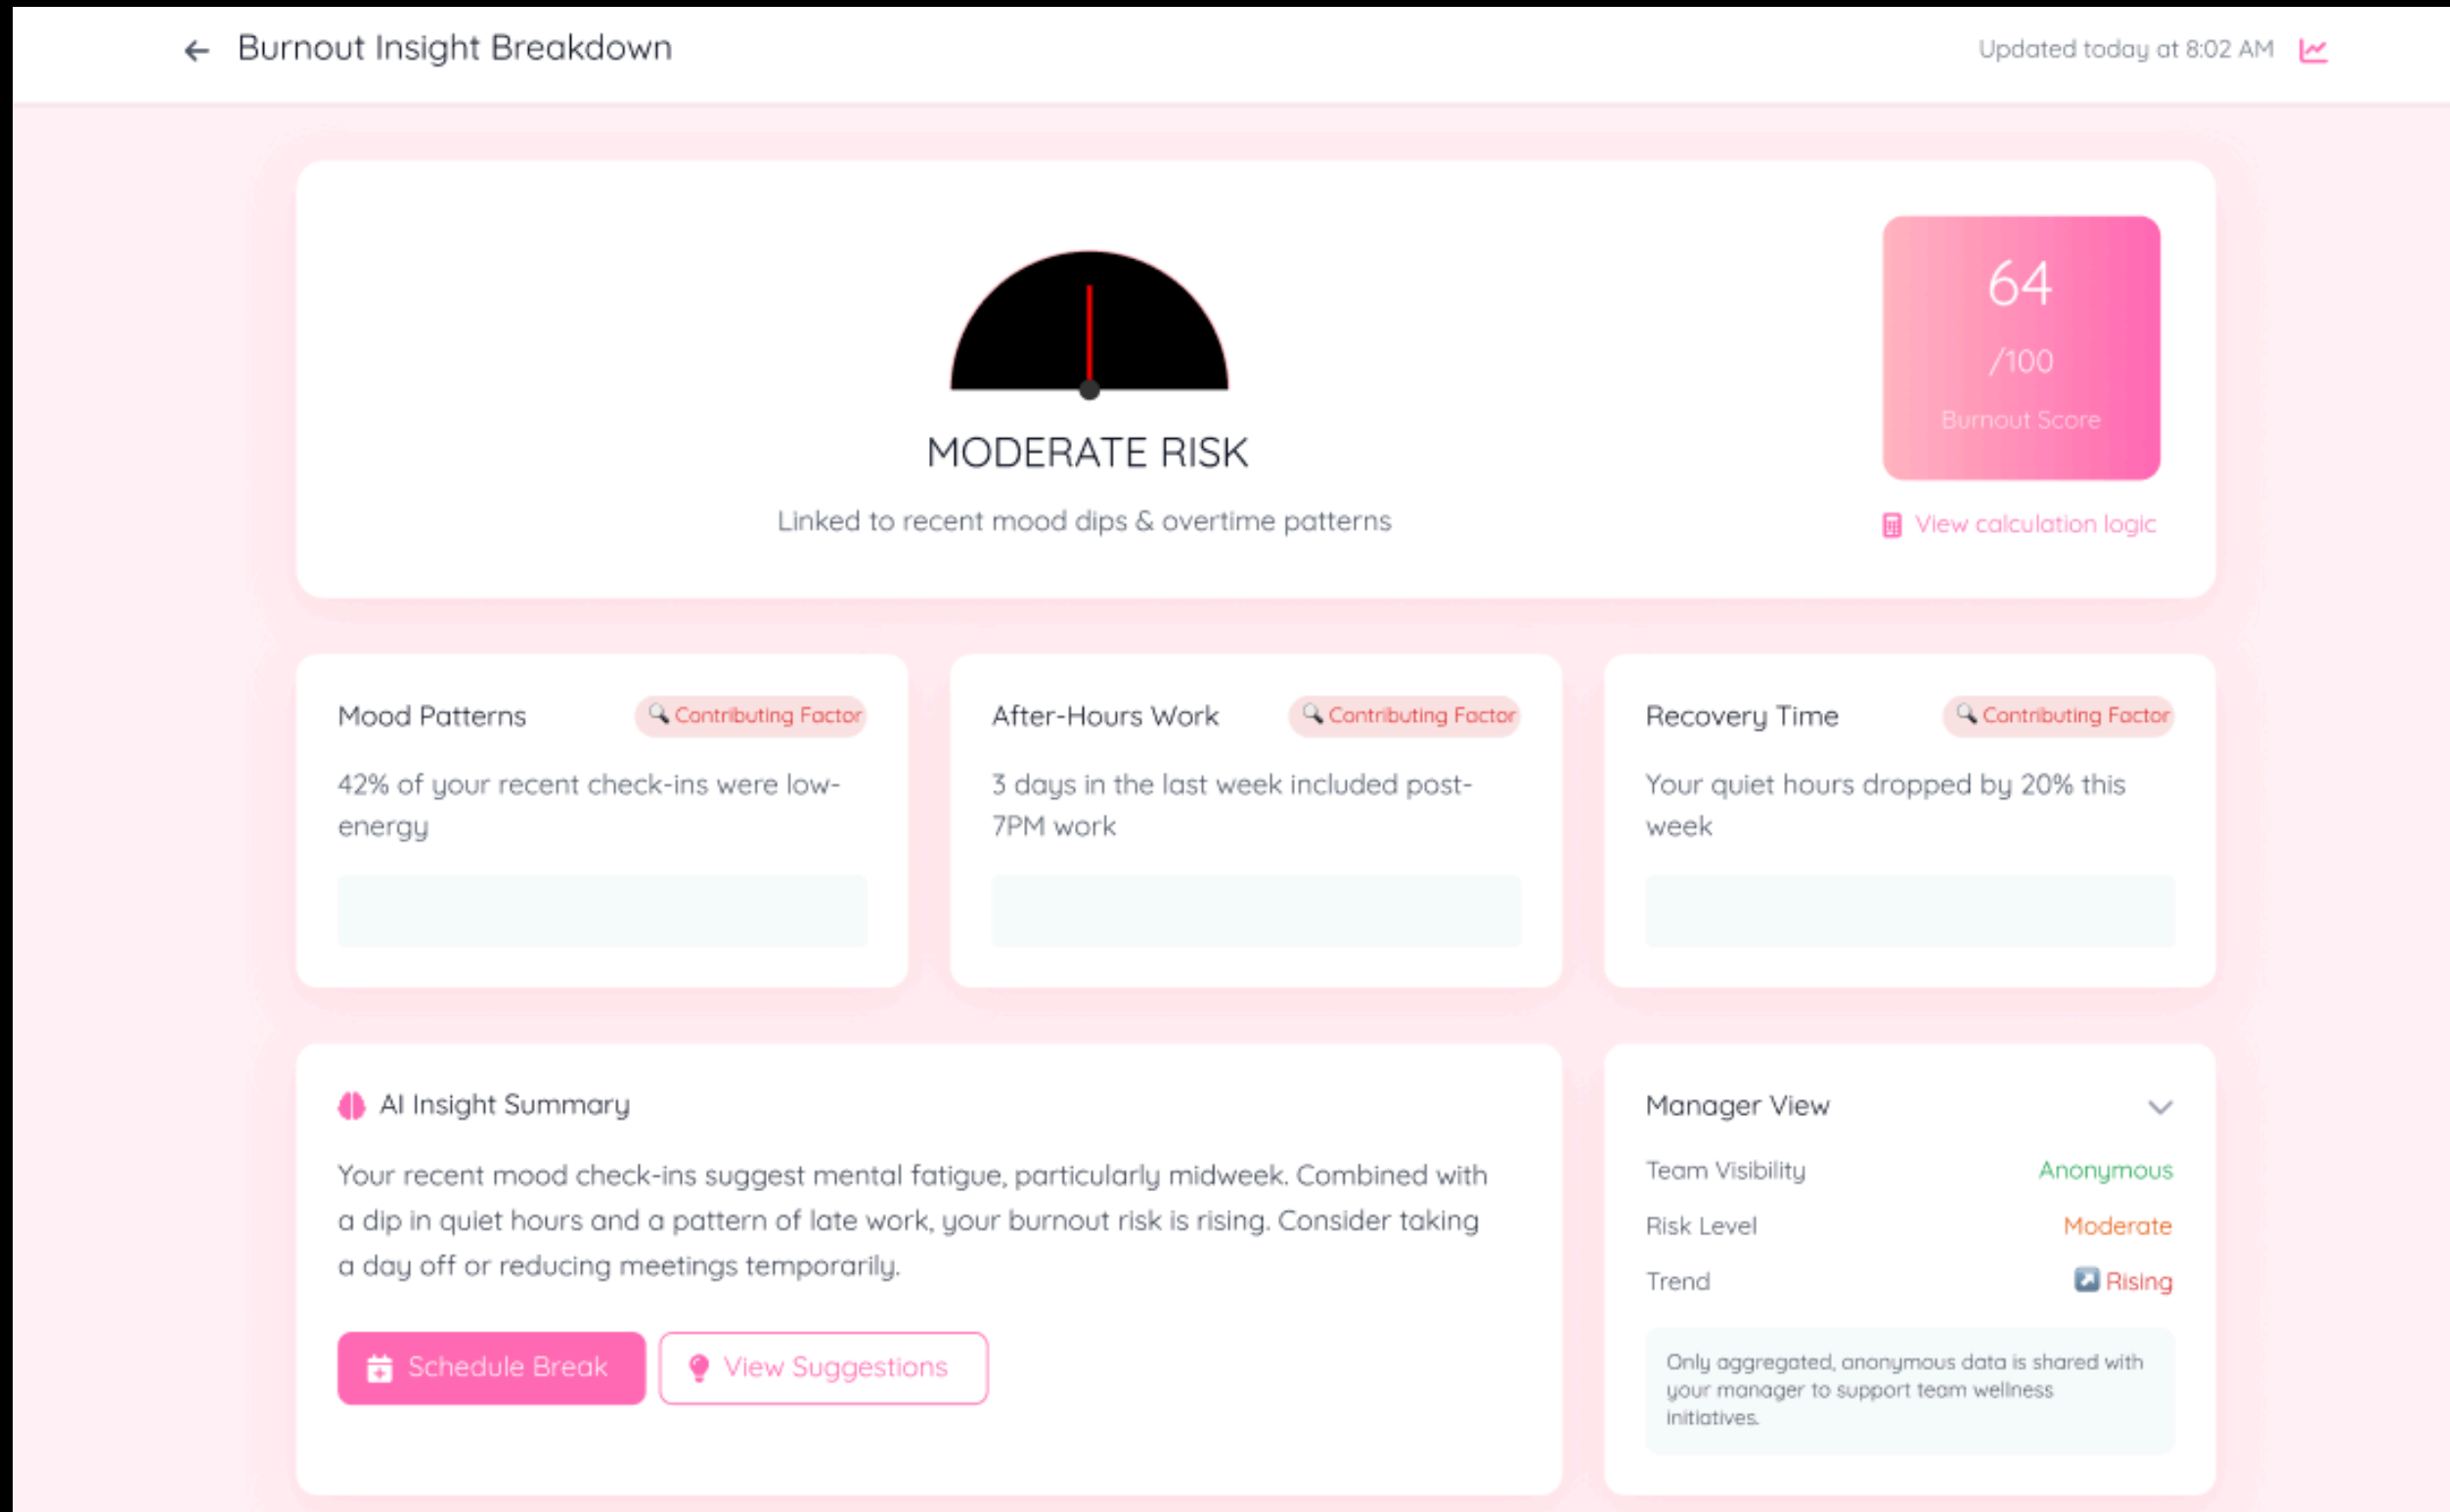 Burnout Insight Breakdown
Updated today at 8:02 AM
MODERATE RISK
Linked to recent mood dips & overtime patterns
64
/100
Burnout Score
View calculation logic
Mood Patterns
Contributing Factor
42% of your recent check-ins were low-
energy
After-Hours Work
Contributing Factor
3 days in the last week included post-
7PM work
Recovery Time
Contributing Factor
Your quiet hours dropped by 20% this
week
AI Insight Summary
Your recent mood check-ins suggest mental fatigue, particularly midweek. Combined with
a dip in quiet hours and a pattern of late work, your burnout risk is rising. Consider taking
a day off or reducing meetings temporarily.
Schedule Break
View Suggestions
Manager View
Team Visibility
Anonymous
Risk Level
Moderate
Trend
Rising
Only aggregated, anonymous data is shared with
your manager to support team wellness
initiatives.